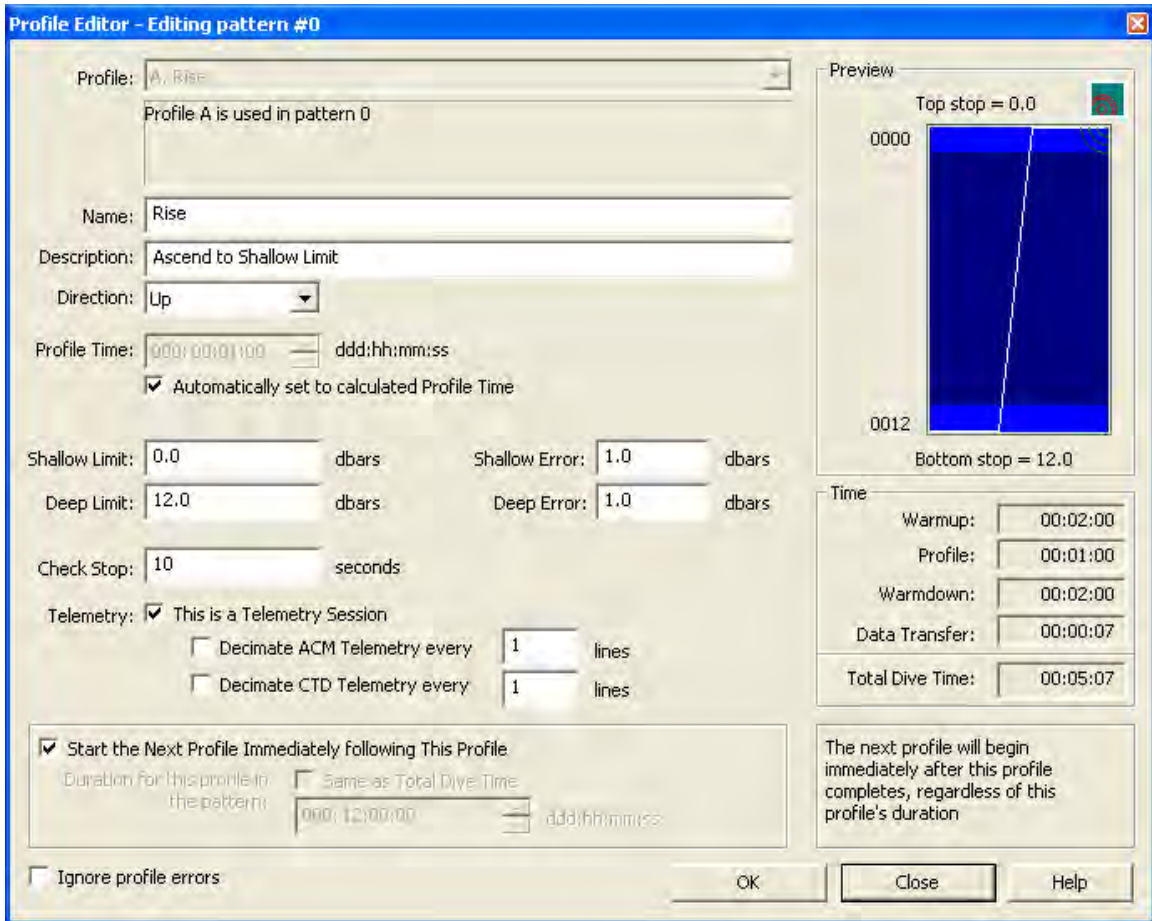 Profile Editor - Editing pattern #0
Profile: A. Rise
Profile A is used in pattern 0
Name: Rise
Description: Ascend to Shallow Limit
Direction: Up
Profile Time: 000:00:01:00 ddd:hh:mm:ss
Automatically set to calculated Profile Time
Shallow Limit: 0.0 dbars Shallow Error: 1.0 dbars
Deep Limit: 12.0 dbars Deep Error: 1.0 dbars
Check Stop: 10 seconds
Telemetry: This is a Telemetry Session
Decimate ACM Telemetry every 1 lines
Decimate CTD Telemetry every 1 lines
Start the Next Profile Immediately following This Profile
Duration for this profile in
the pattern:
Same as Total Dive Time
000:12:00:00 ddd:hh:mm:ss
Ignore profile errors
Preview
Top stop = 0.0
0000
0012
Bottom stop = 12.0
Time
Warmup: 00:02:00
Profile: 00:01:00
Warmdown: 00:02:00
Data Transfer: 00:00:07
Total Dive Time: 00:05:07
The next profile will begin
immediately after this profile
completes, regardless of this
profile's duration
OK Close Help